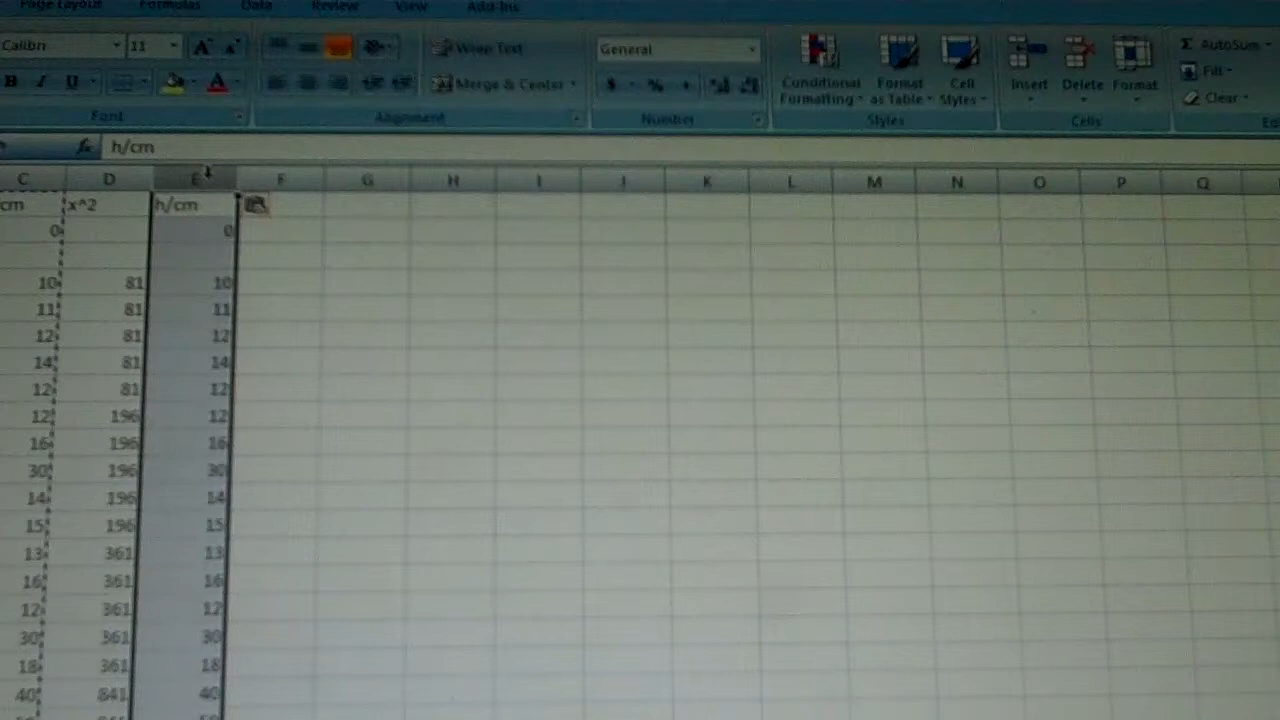 Page Layout Formulas Data Review View Add-Ins
Calibri 11 A A Wrap Text General Σ AutoSum
B I U A Merge & Center $ % Conditional Formatting Format as Table Cell Styles Insert Delete Format Fill
Clear
Font Alignment Number Styles Cells
fx h/cm
C D E F G H I J K L M N O P Q
cm x^2 h/cm
0 0
10 81 10
11 81 11
12 81 12
14 81 14
12 81 12
12 196 12
16 196 16
30 196 30
14 196 14
15 196 15
13 361 13
16 361 16
12 361 12
30 361 30
18 361 18
40 841 40